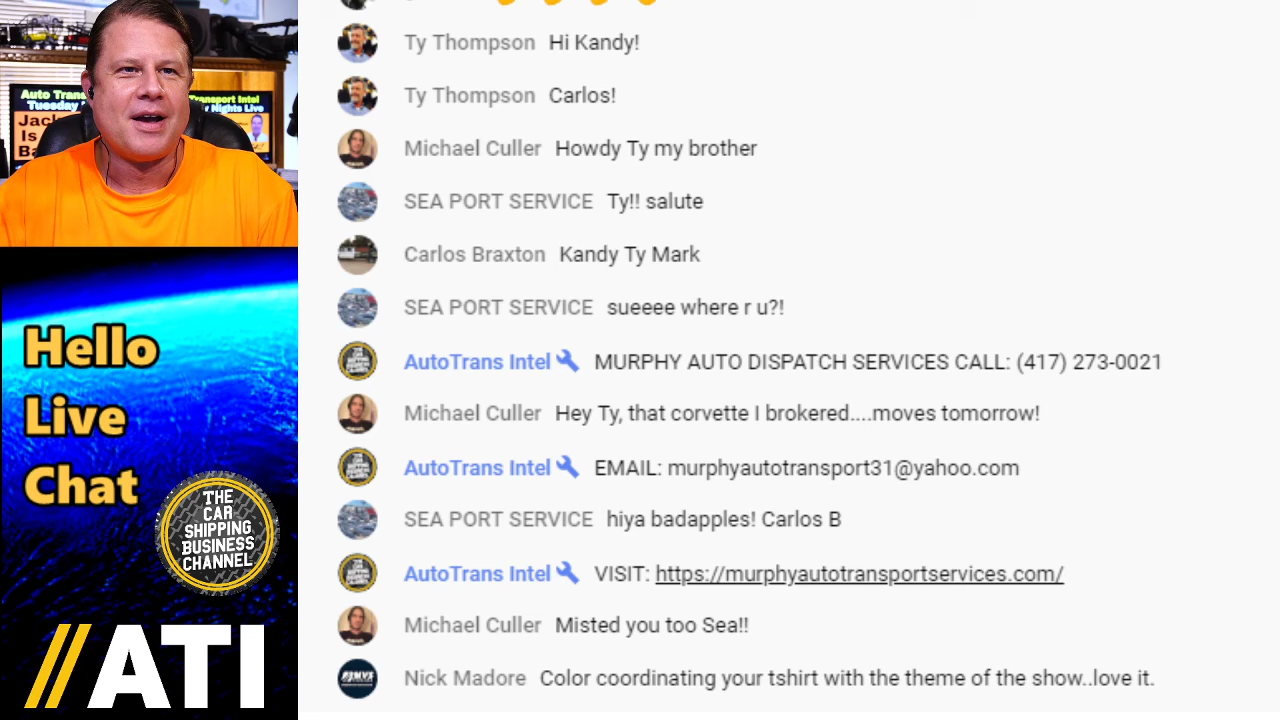 Auto Trans
Tuesday
Jack
Is
Ba
ransport Intel
Nights Live
Hello
Live
Chat
THE
CAR
SHIPPING
BUSINESS
CHANNEL
//ATI
Ty Thompson Hi Kandy!
Ty Thompson Carlos!
Michael Culler Howdy Ty my brother
SEA PORT SERVICE Ty!! salute
Carlos Braxton Kandy Ty Mark
SEA PORT SERVICE sueeee where r u?!
AutoTrans Intel MURPHY AUTO DISPATCH SERVICES CALL: (417) 273-0021
Michael Culler Hey Ty, that corvette I brokered....moves tomorrow!
AutoTrans Intel EMAIL: murphyautotransport31@yahoo.com
SEA PORT SERVICE hiya badapples! Carlos B
AutoTrans Intel VISIT: https://murphyautotransportservices.com/
Michael Culler Misted you too Sea!!
Nick Madore Color coordinating your tshirt with the theme of the show..love it.